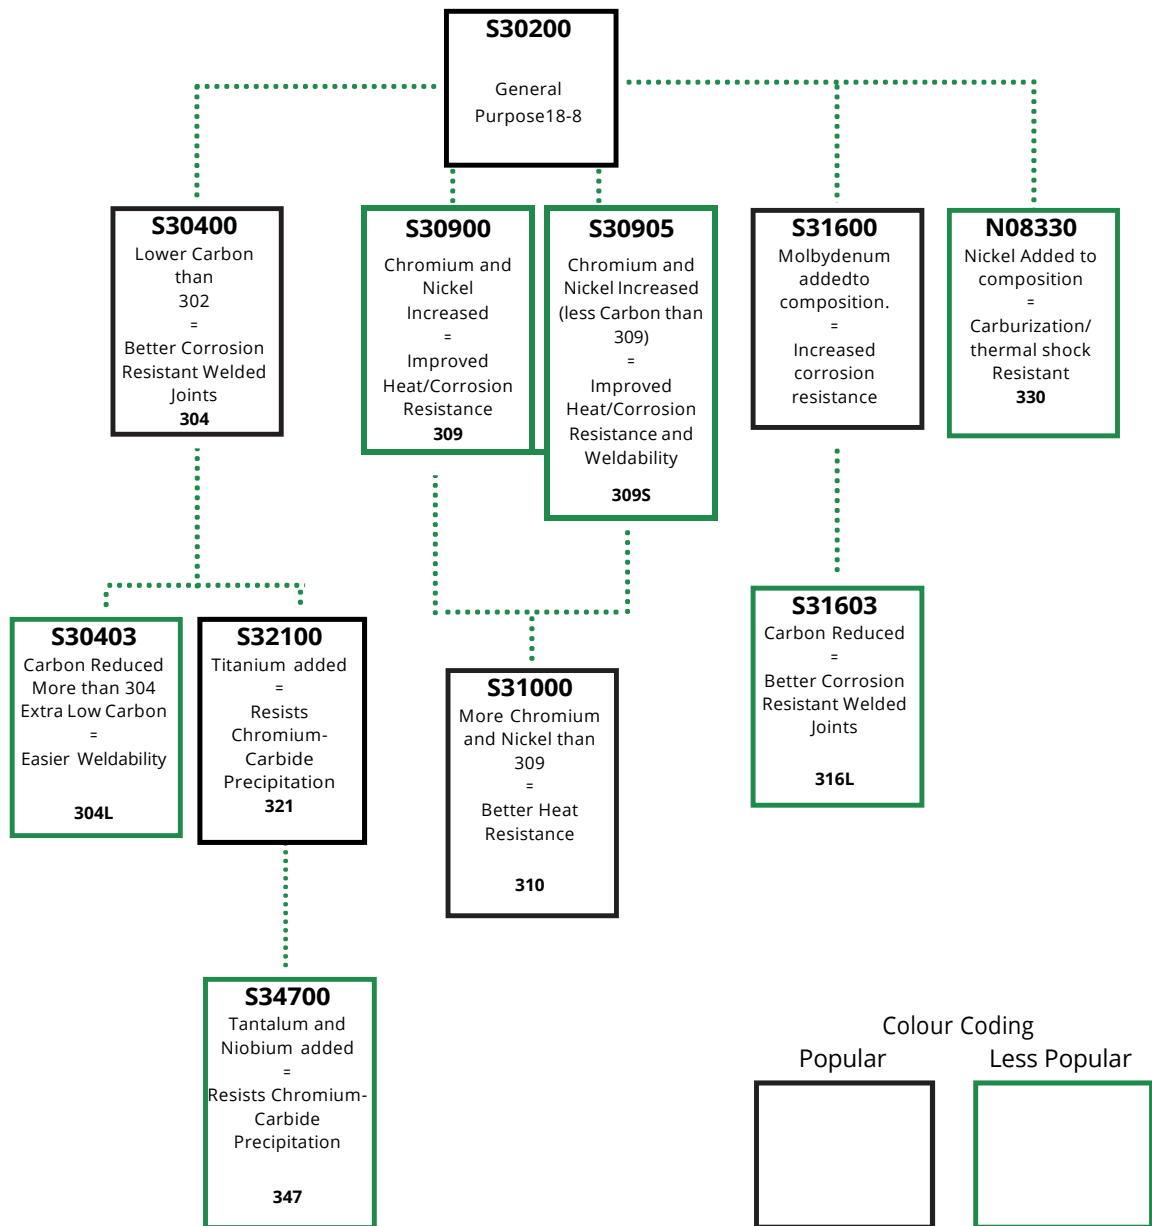 S30200
General
Purpose18-8
S30400
Lower Carbon
than
302
=
Better Corrosion
Resistant Welded
Joints
304
S30900
Chromium and
Nickel
Increased
=
Improved
Heat/Corrosion
Resistance
309
S30905
Chromium and
Nickel Increased
(less Carbon than
309)
=
Improved
Heat/Corrosion
Resistance and
Weldability
309S
S31600
Molbydenum
addedto
composition.
=
Increased
corrosion
resistance
N08330
Nickel Added to
composition
=
Carburization/
thermal shock
Resistant
330
S30403
Carbon Reduced
More than 304
Extra Low Carbon
=
Easier Weldability
304L
S32100
Titanium added
=
Resists
Chromium-
Carbide
Precipitation
321
S31000
More Chromium
and Nickel than
309
=
Better Heat
Resistance
310
S31603
Carbon Reduced
=
Better Corrosion
Resistant Welded
Joints
316L
S34700
Tantalum and
Niobium added
=
Resists Chromium-
Carbide
Precipitation
347
Colour Coding
Popular
Less Popular